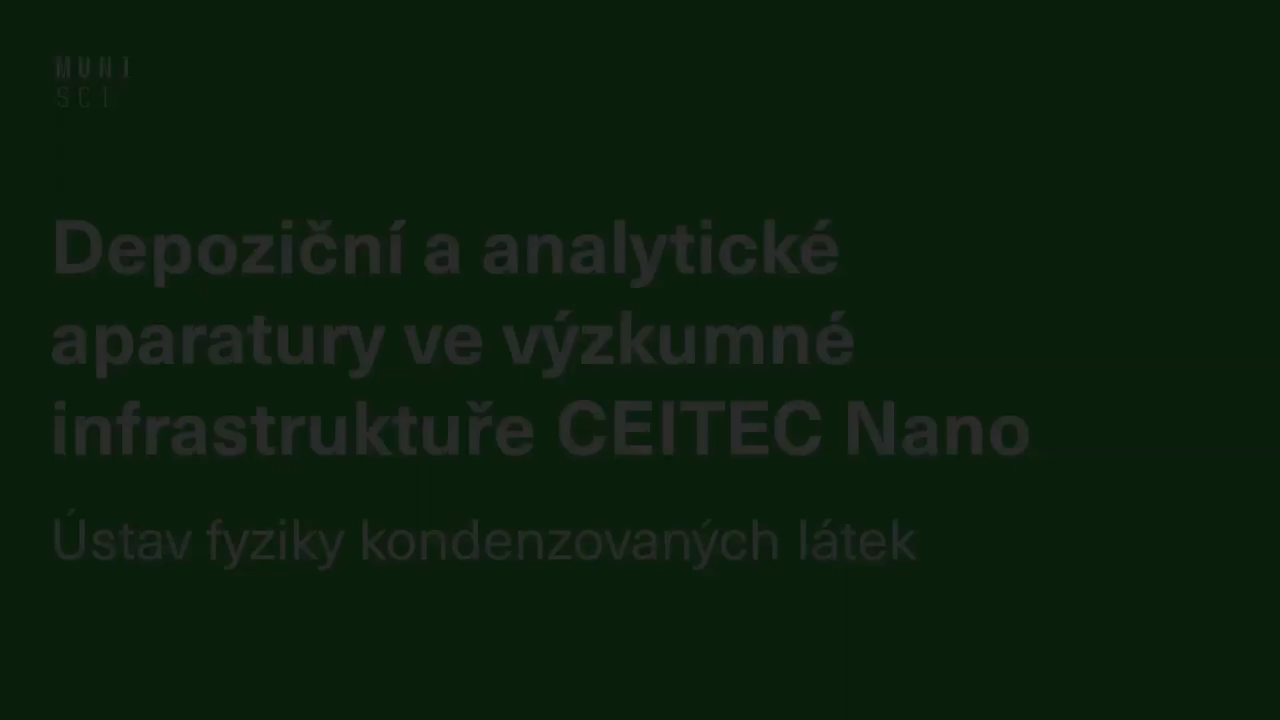 MUNI
SCI
Depoziční a analytické
aparatury ve výzkumné
infrastruktuře CEITEC Nano
Ústav fyziky kondenzovaných látek